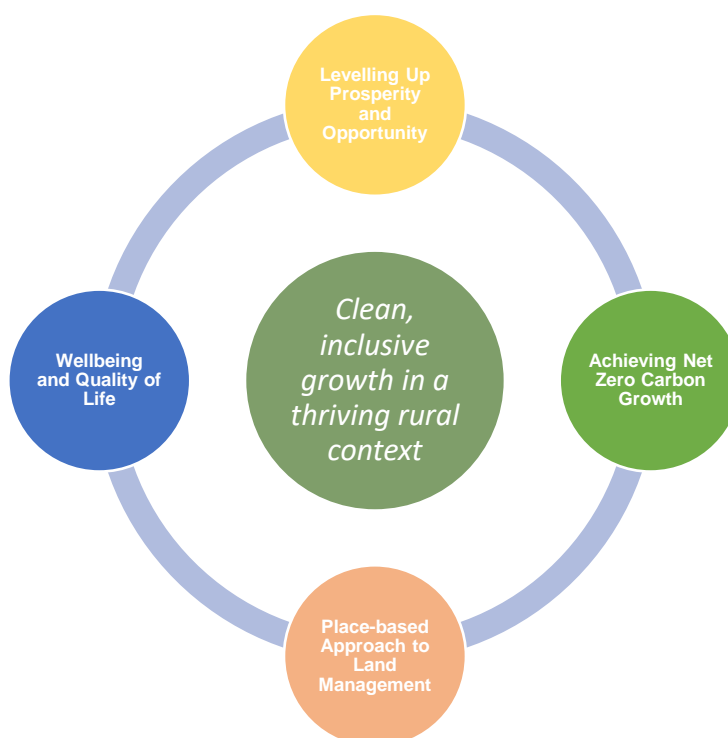 Levelling Up
Prosperity
and
Opportunity
Clean,
inclusive
growth in a
thriving rural
context
Wellbeing
and Quality of
Life
Achieving Net
Zero Carbon
Growth
Place-based
Approach to
Land
Management